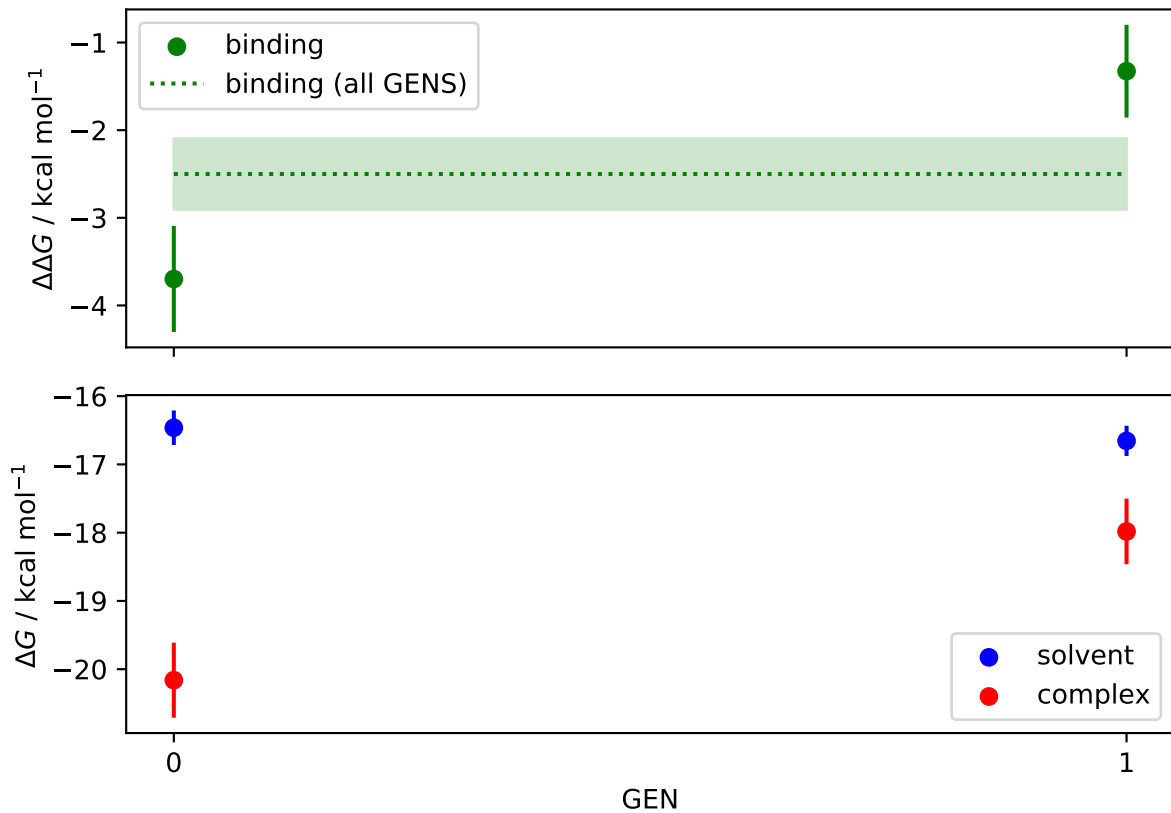 −1
−2
−3
−4
ΔΔG / kcal mol⁻¹
binding
binding (all GENS)
−16
−17
−18
−19
−20
ΔG / kcal mol⁻¹
solvent
complex
0
1
GEN